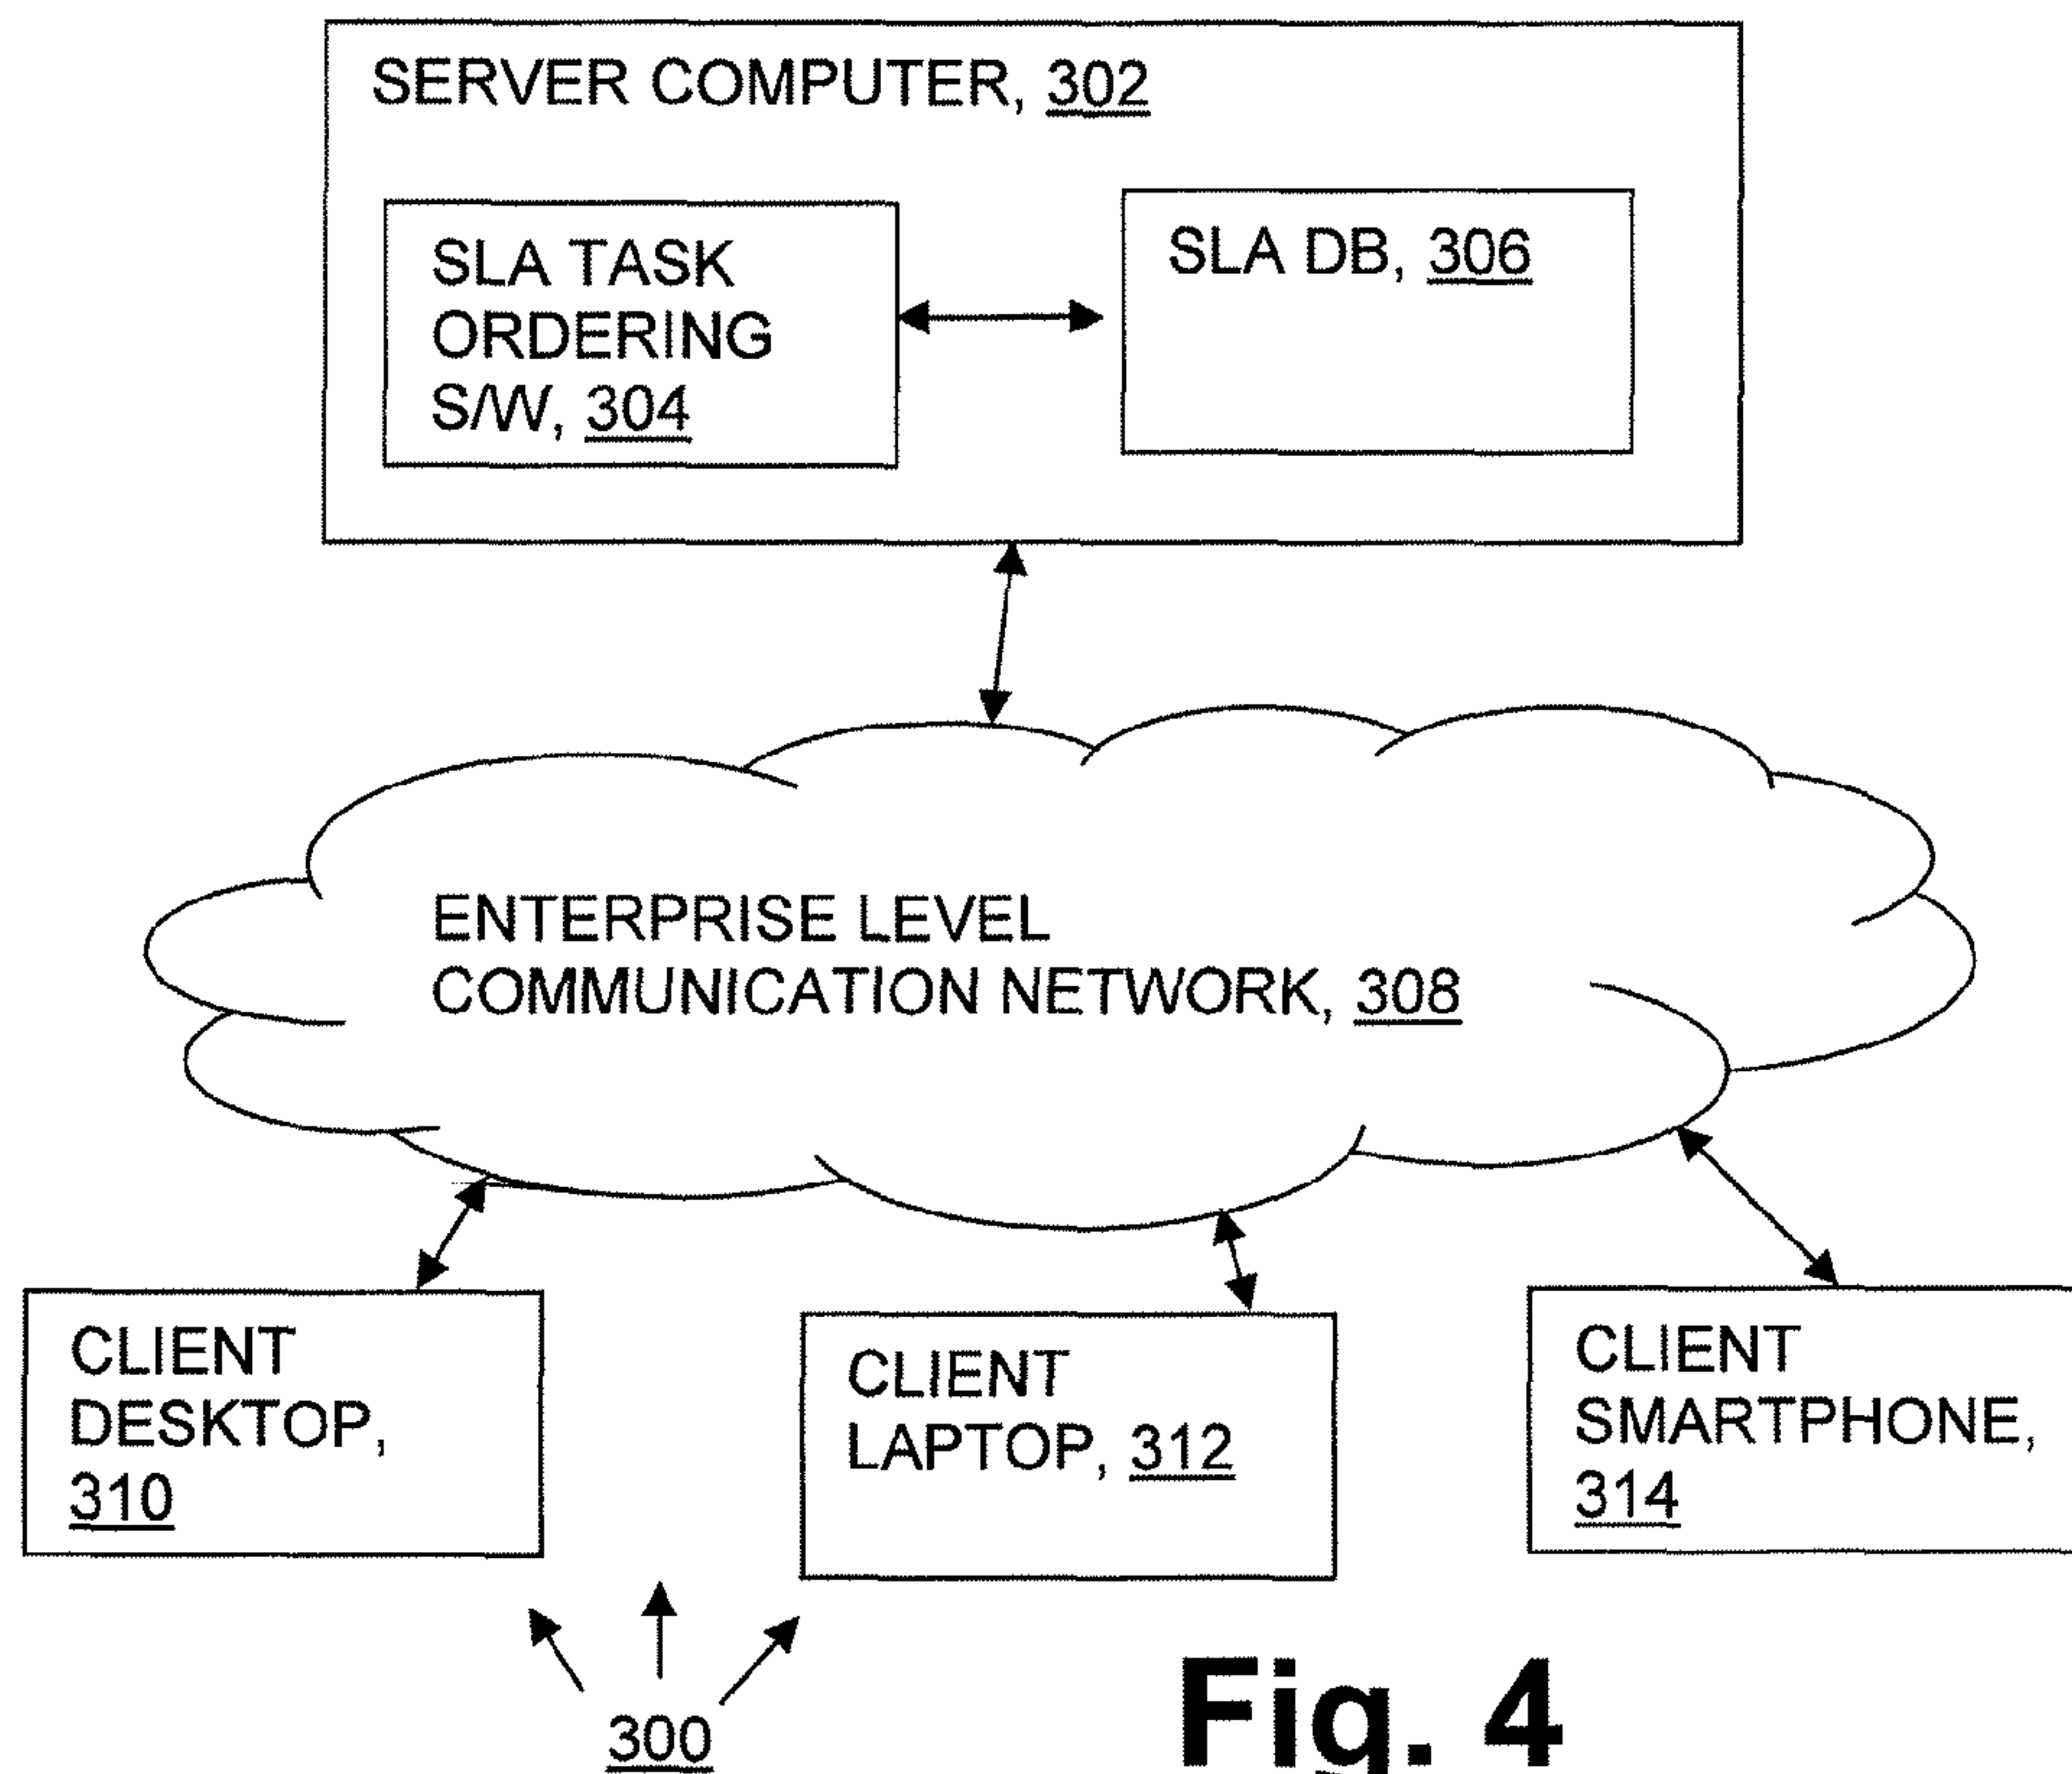 SERVER COMPUTER, 302
SLA TASK
ORDERING
S/W, 304
SLA DB, 306
ENTERPRISE LEVEL
COMMUNICATION NETWORK, 308
CLIENT
DESKTOP,
310
CLIENT
LAPTOP, 312
CLIENT
SMARTPHONE,
314
300
Fig. 4